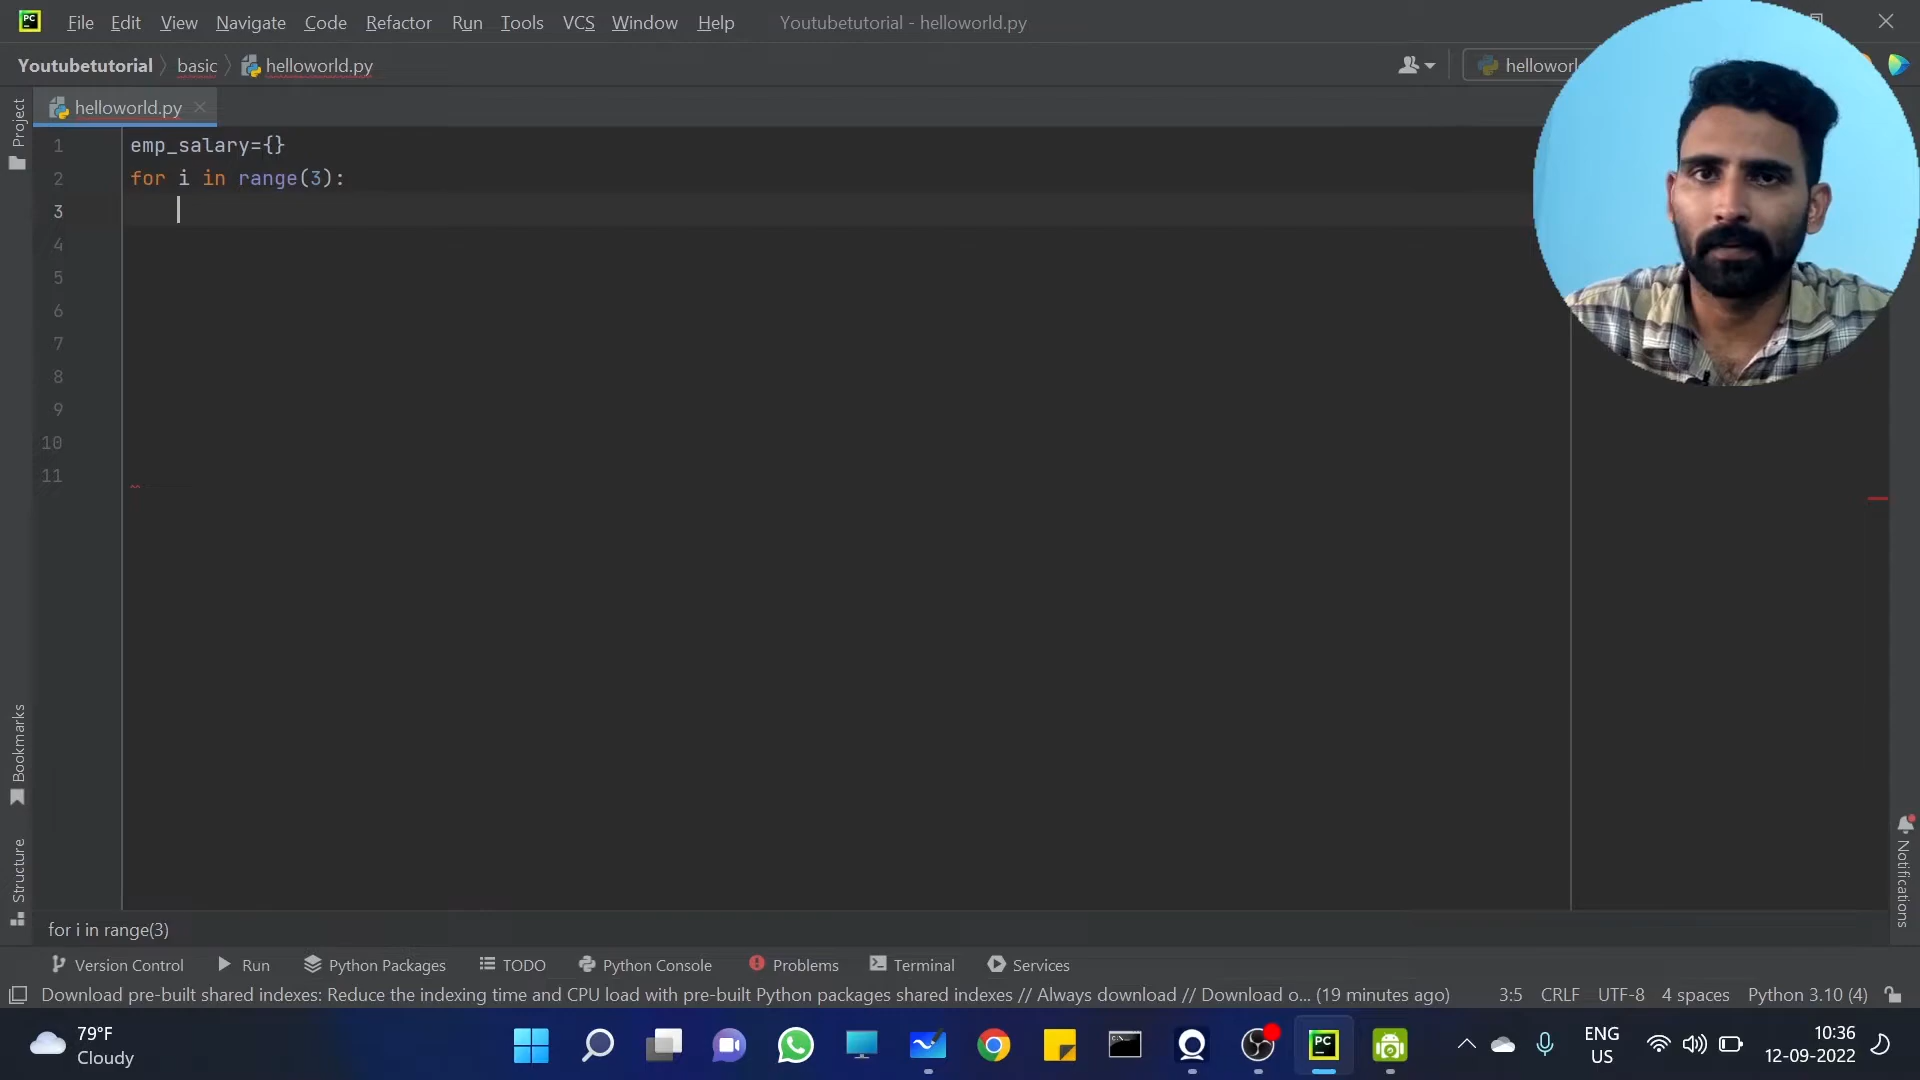 File Edit View Navigate Code Refactor Run Tools VCS Window Help Youtubetutorial - helloworld.py
Youtubetutorial basic helloworld.py
helloworld.py
Project
1 emp_salary={}
2 for i in range(3):
3
4
5
6
7
8
9
10
11
Bookmarks
Structure
Notifications
for i in range(3)
Version Control Run Python Packages TODO Python Console Problems Terminal Services
Download pre-built shared indexes: Reduce the indexing time and CPU load with pre-built Python packages shared indexes // Always download // Download o... (19 minutes ago) 3:5 CRLF UTF-8 4 spaces Python 3.10 (4)
79°F
Cloudy
PC
ENG
US
10:36
12-09-2022